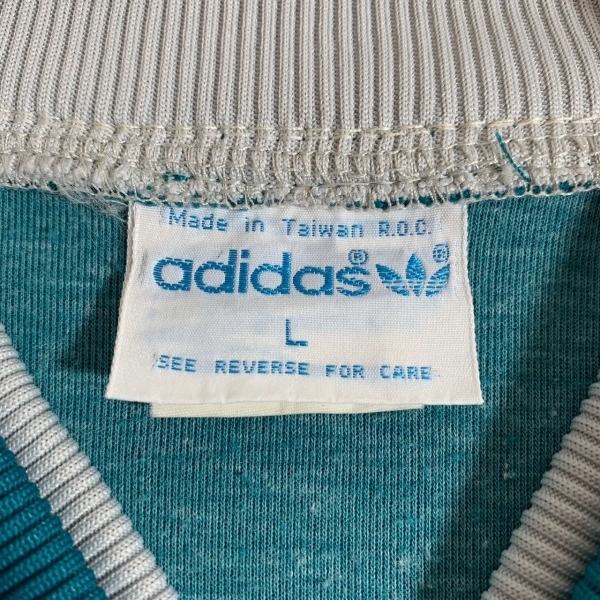 Made in Taiwan R.O.C.
adidas® ®
L
SEE REVERSE FOR CARE